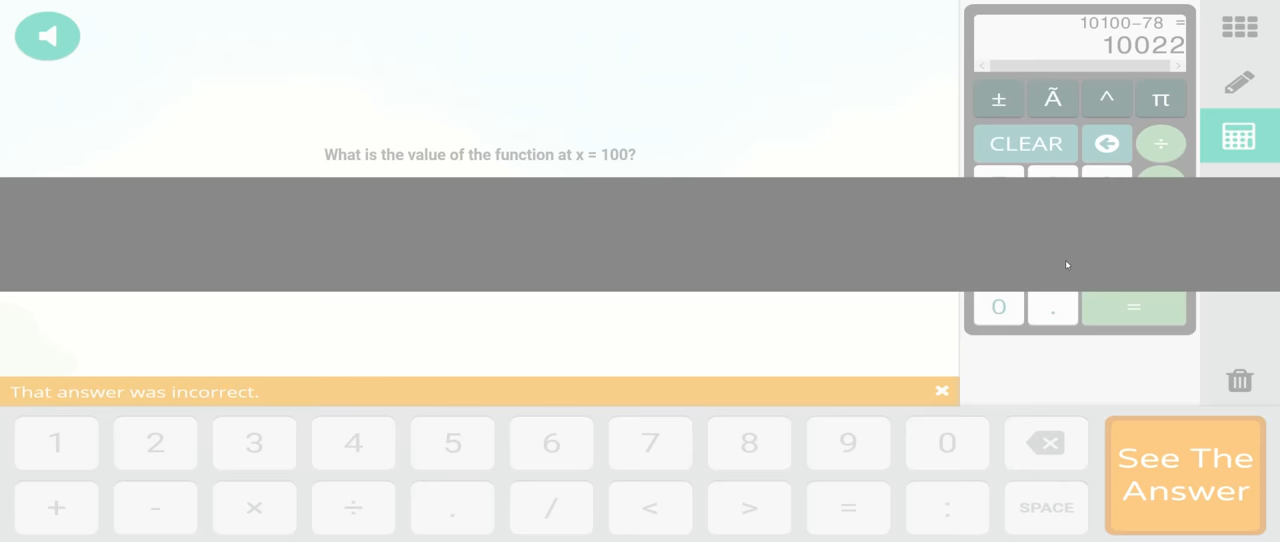 10100-78 =
10022
< >
± Ã ^ π
CLEAR ÷
What is the value of the function at x = 100?
0 . =
That answer was incorrect.
1 2 3 4 5 6 7 8 9 0
See The
Answer
+ - × ÷ . / < > = : SPACE